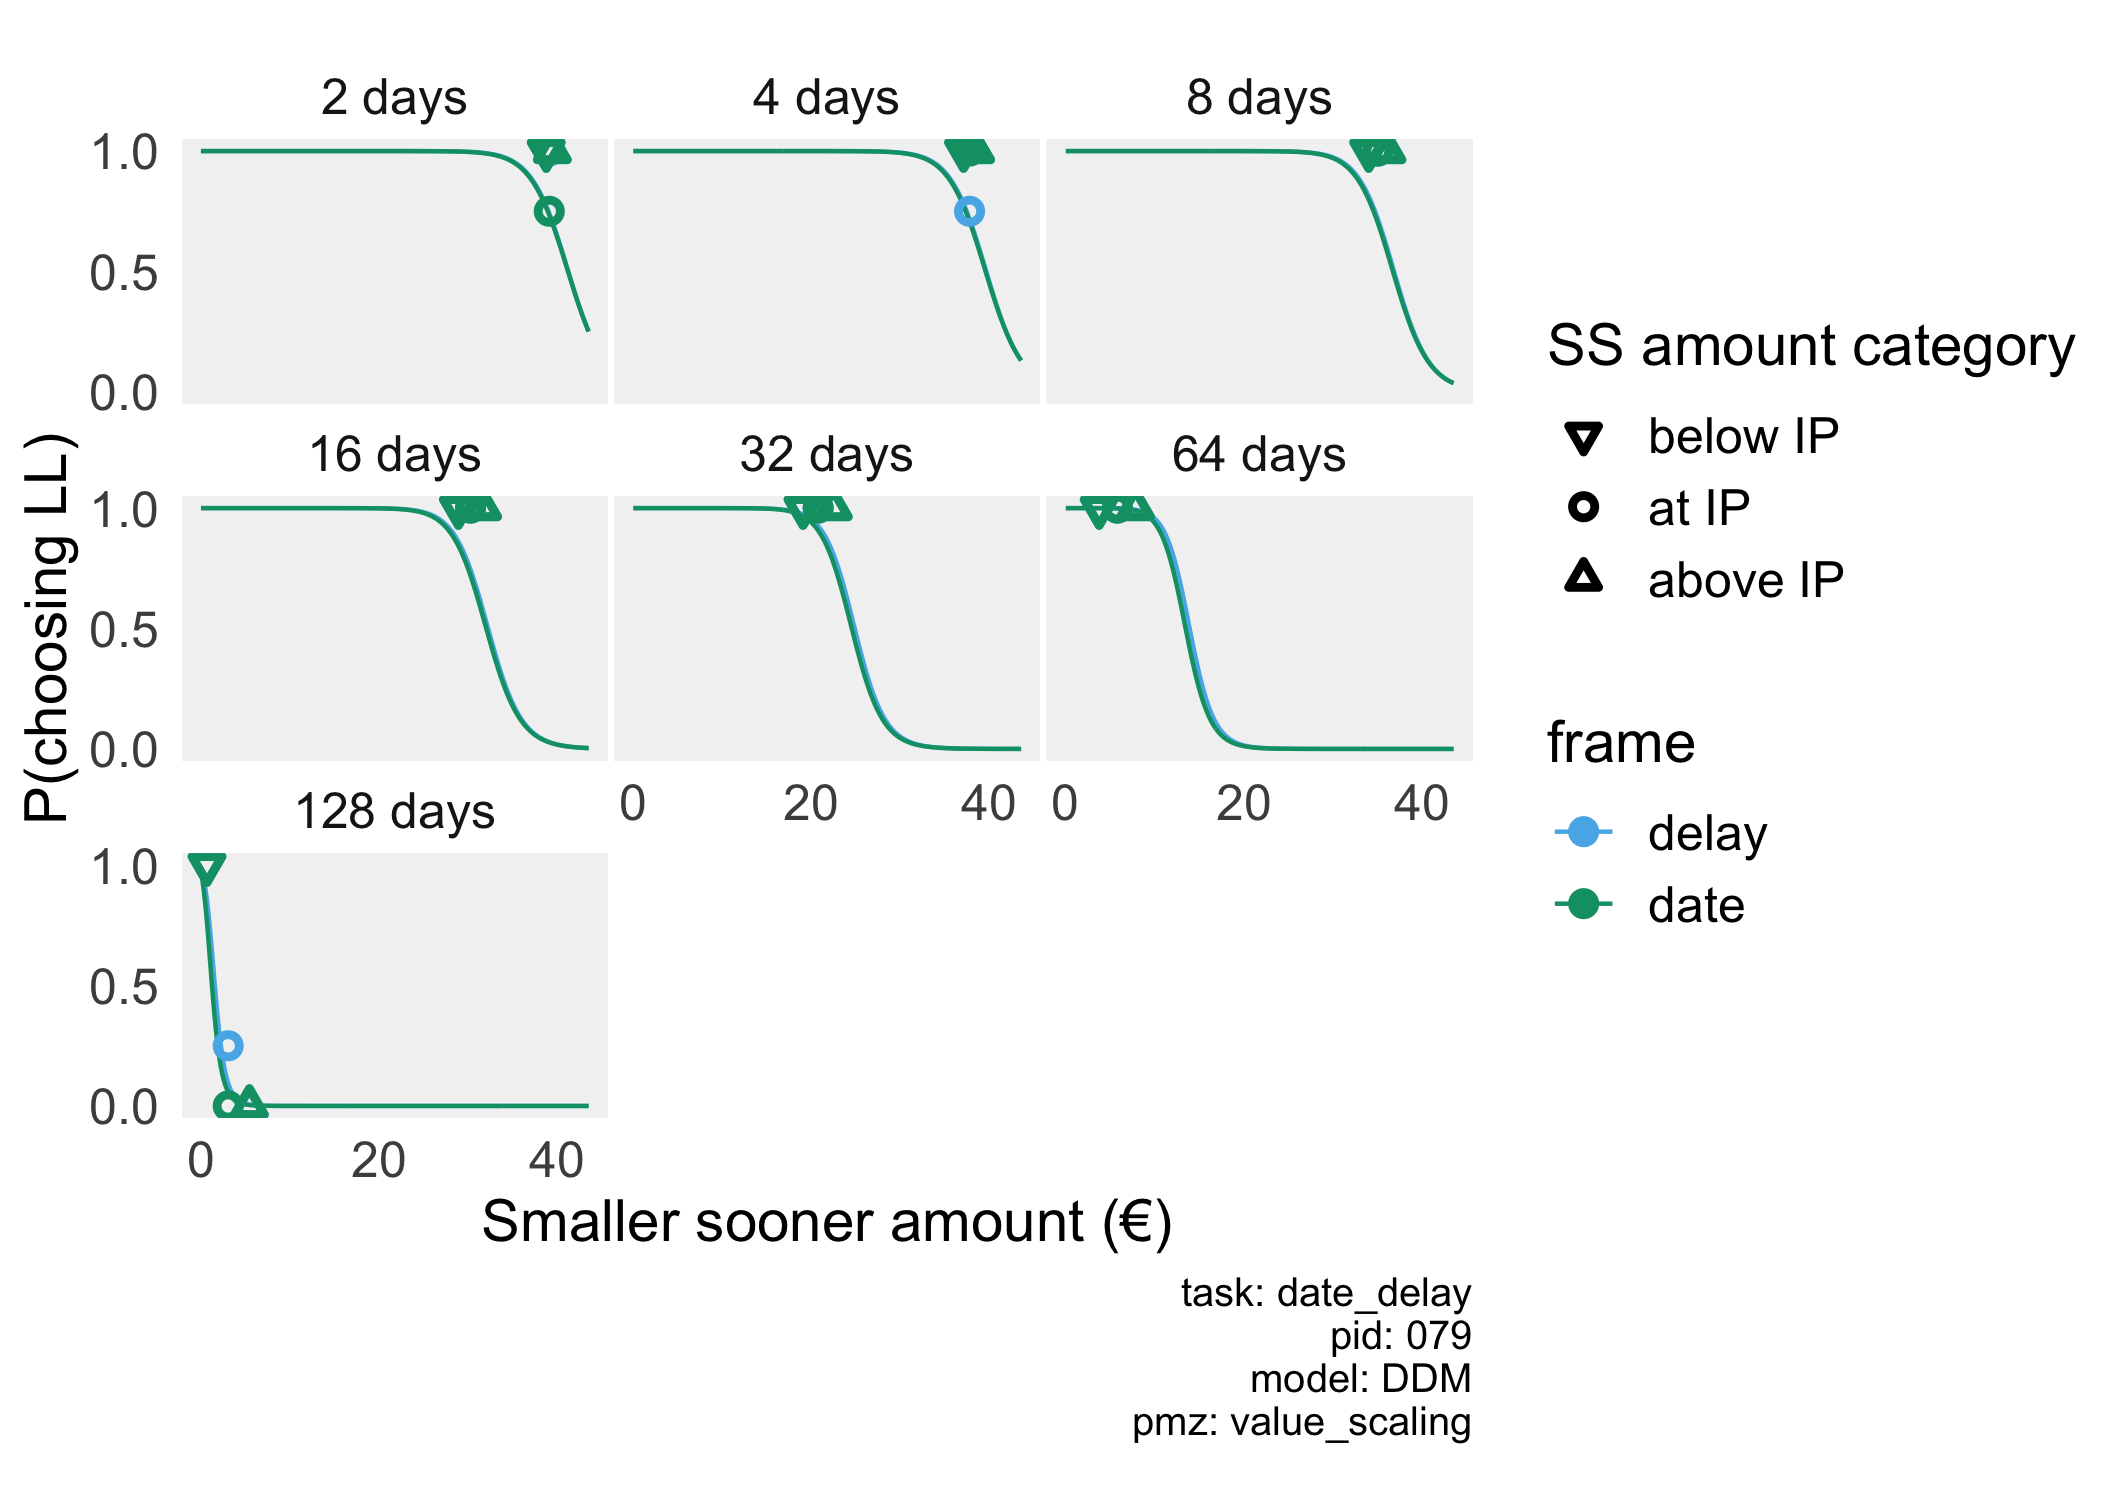 2 days
4 days
8 days
1.0
0.5
0.0
16 days
32 days
64 days
1.0
0.5
0.0
0
20
40
0
20
40
128 days
1.0
0.5
0.0
0
20
40
P(choosing LL)
Smaller sooner amount (€)
SS amount category
below IP
at IP
above IP
frame
delay
date
task: date_delay
pid: 079
model: DDM
pmz: value_scaling